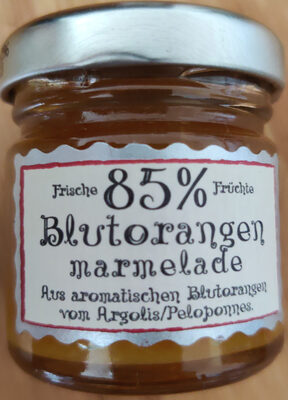 Frische 85% Früchte
Blutorangen
marmelade
Aus aromatischen Blutorangen
vom Argolis/Peloponnes.